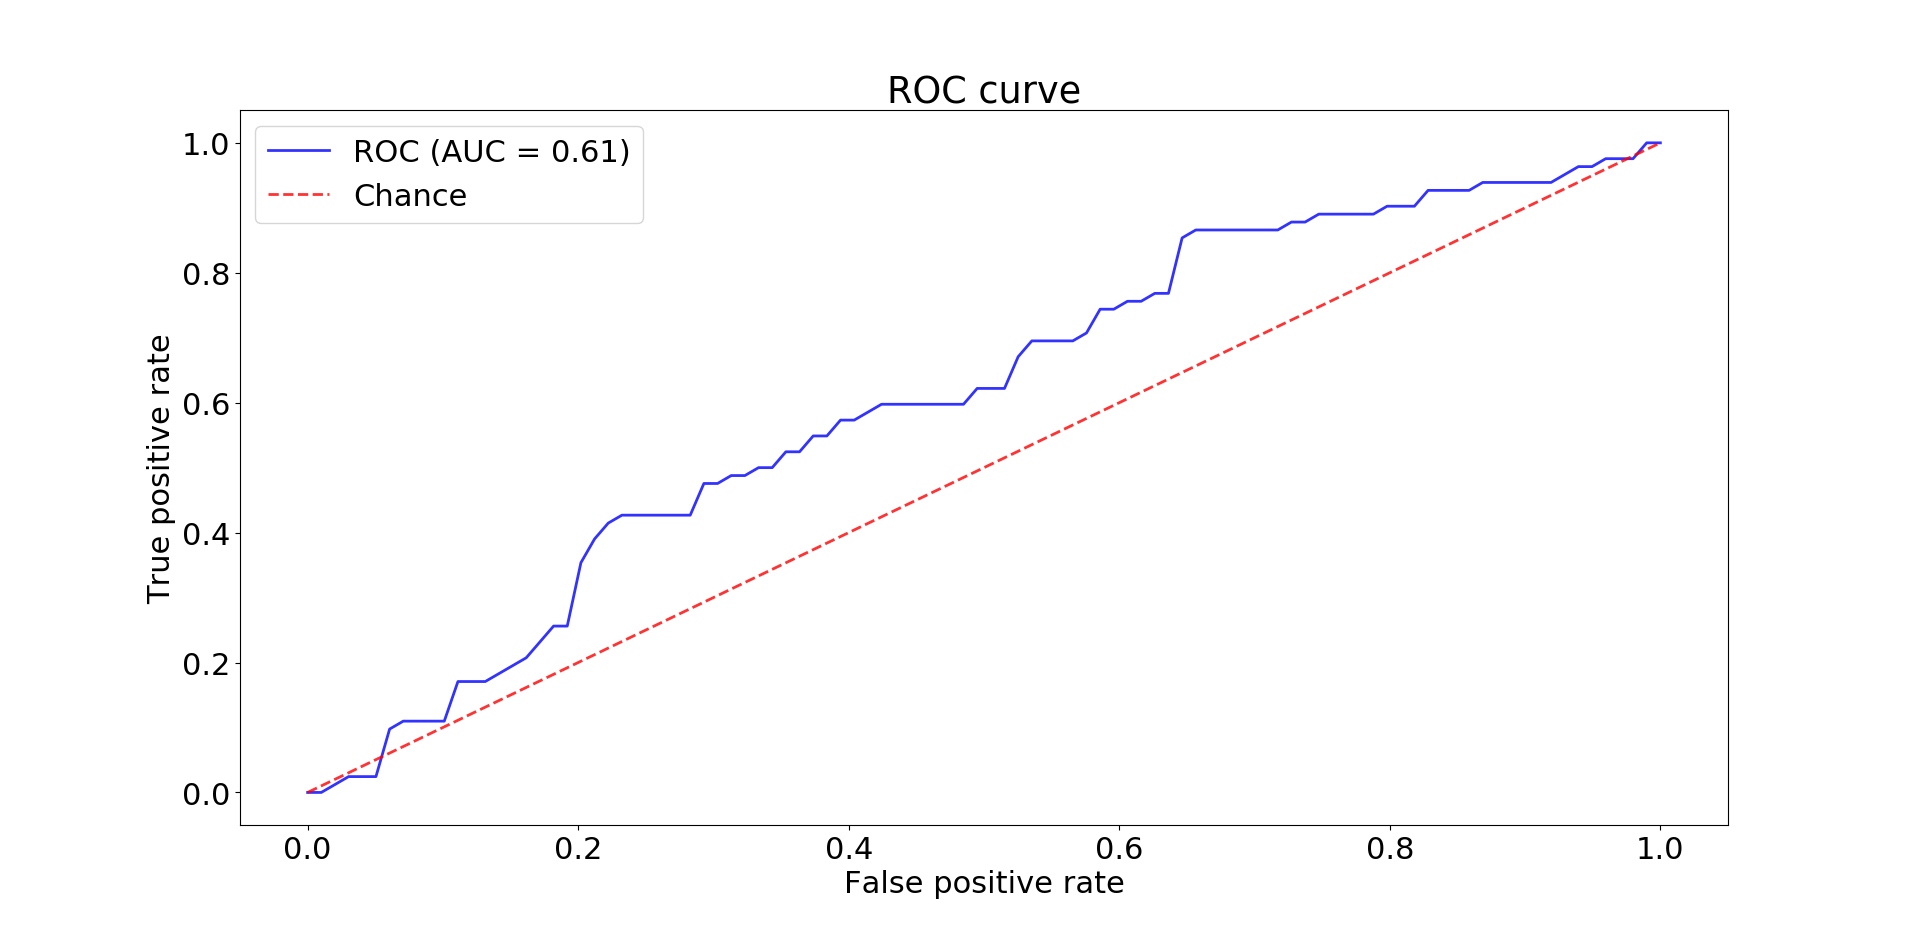 ROC curve
ROC (AUC = 0.61)
Chance
1.0
0.8
0.6
0.4
0.2
0.0
True positive rate
0.0 0.2 0.4 0.6 0.8 1.0
False positive rate